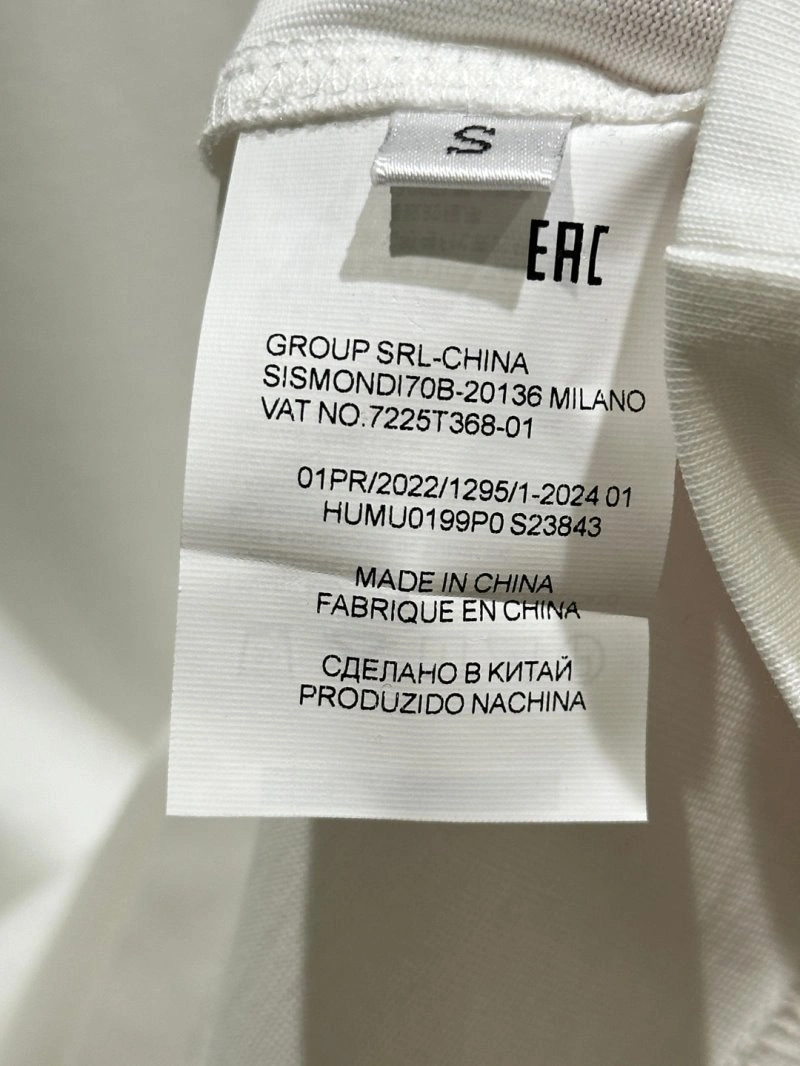 S
EAC
GROUP SRL-CHINA
SISMONDI70B-20136 MILANO
VAT NO.7225T368-01
01PR/2022/1295/1-2024 01
HUMU0199P0 S23843
MADE IN CHINA
FABRIQUE EN CHINA
СДЕЛАНО В КИТАЙ
PRODUZIDO NACHINA